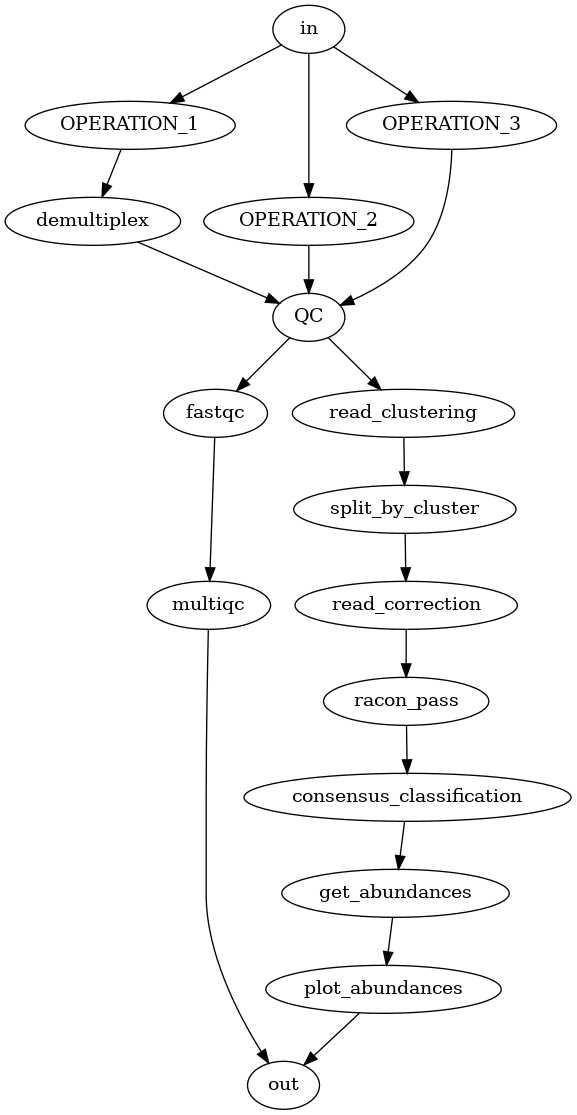 in
OPERATION_1
OPERATION_3
demultiplex
OPERATION_2
QC
fastqc
read_clustering
split_by_cluster
multiqc
read_correction
racon_pass
consensus_classification
get_abundances
plot_abundances
out